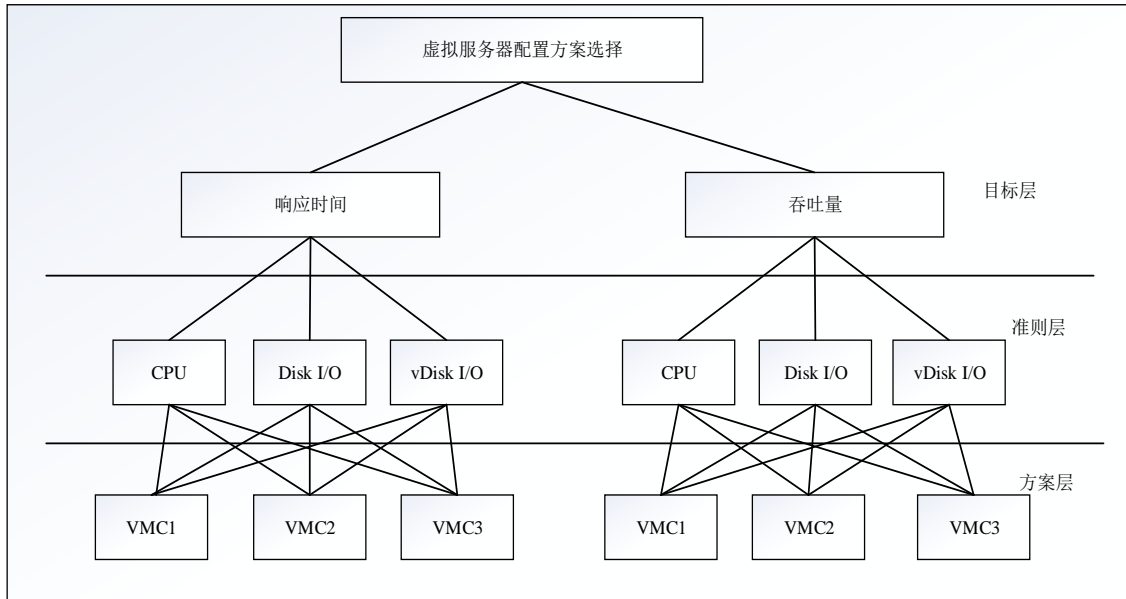 虚拟服务器配置方案选择
响应时间
吞吐量
目标层
准则层
CPU
Disk I/O
vDisk I/O
CPU
Disk I/O
vDisk I/O
方案层
VMC1
VMC2
VMC3
VMC1
VMC2
VMC3